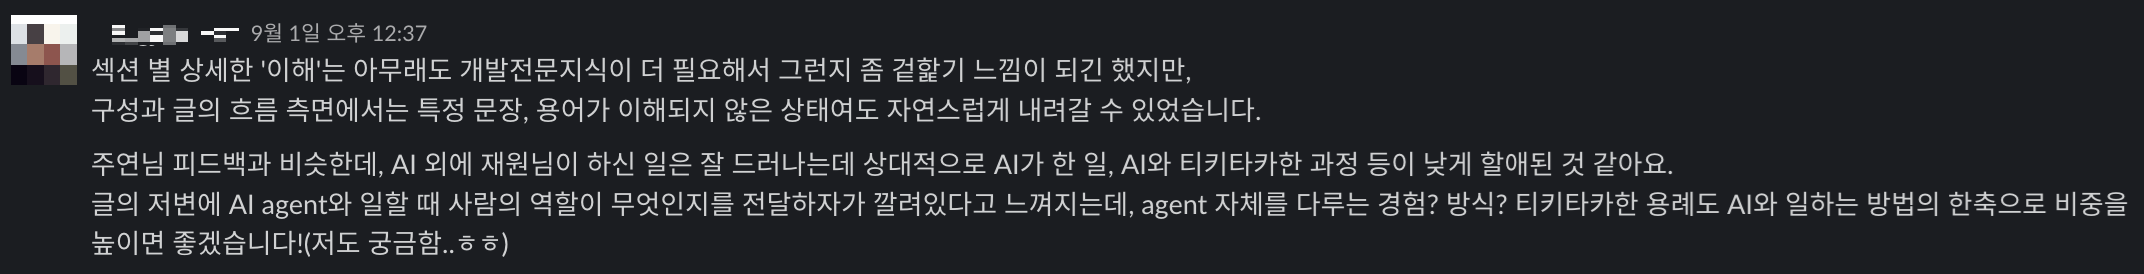 9월 1일 오후 12:37
섹션 별 상세한 '이해'는 아무래도 개발전문지식이 더 필요해서 그런지 좀 겉핥기 느낌이 되긴 했지만,
구성과 글의 흐름 측면에서는 특정 문장, 용어가 이해되지 않은 상태여도 자연스럽게 내려갈 수 있었습니다.
주연님 피드백과 비슷한데, AI 외에 재원님이 하신 일은 잘 드러나는데 상대적으로 AI가 한 일, AI와 티키타카한 과정 등이 낮게 할애된 것 같아요.
글의 저변에 AI agent와 일할 때 사람의 역할이 무엇인지를 전달하자가 깔려있다고 느껴지는데, agent 자체를 다루는 경험? 방식? 티키타카한 용례도 AI와 일하는 방법의 한축으로 비중을
높이면 좋겠습니다!(저도 궁금함..ㅎㅎ)